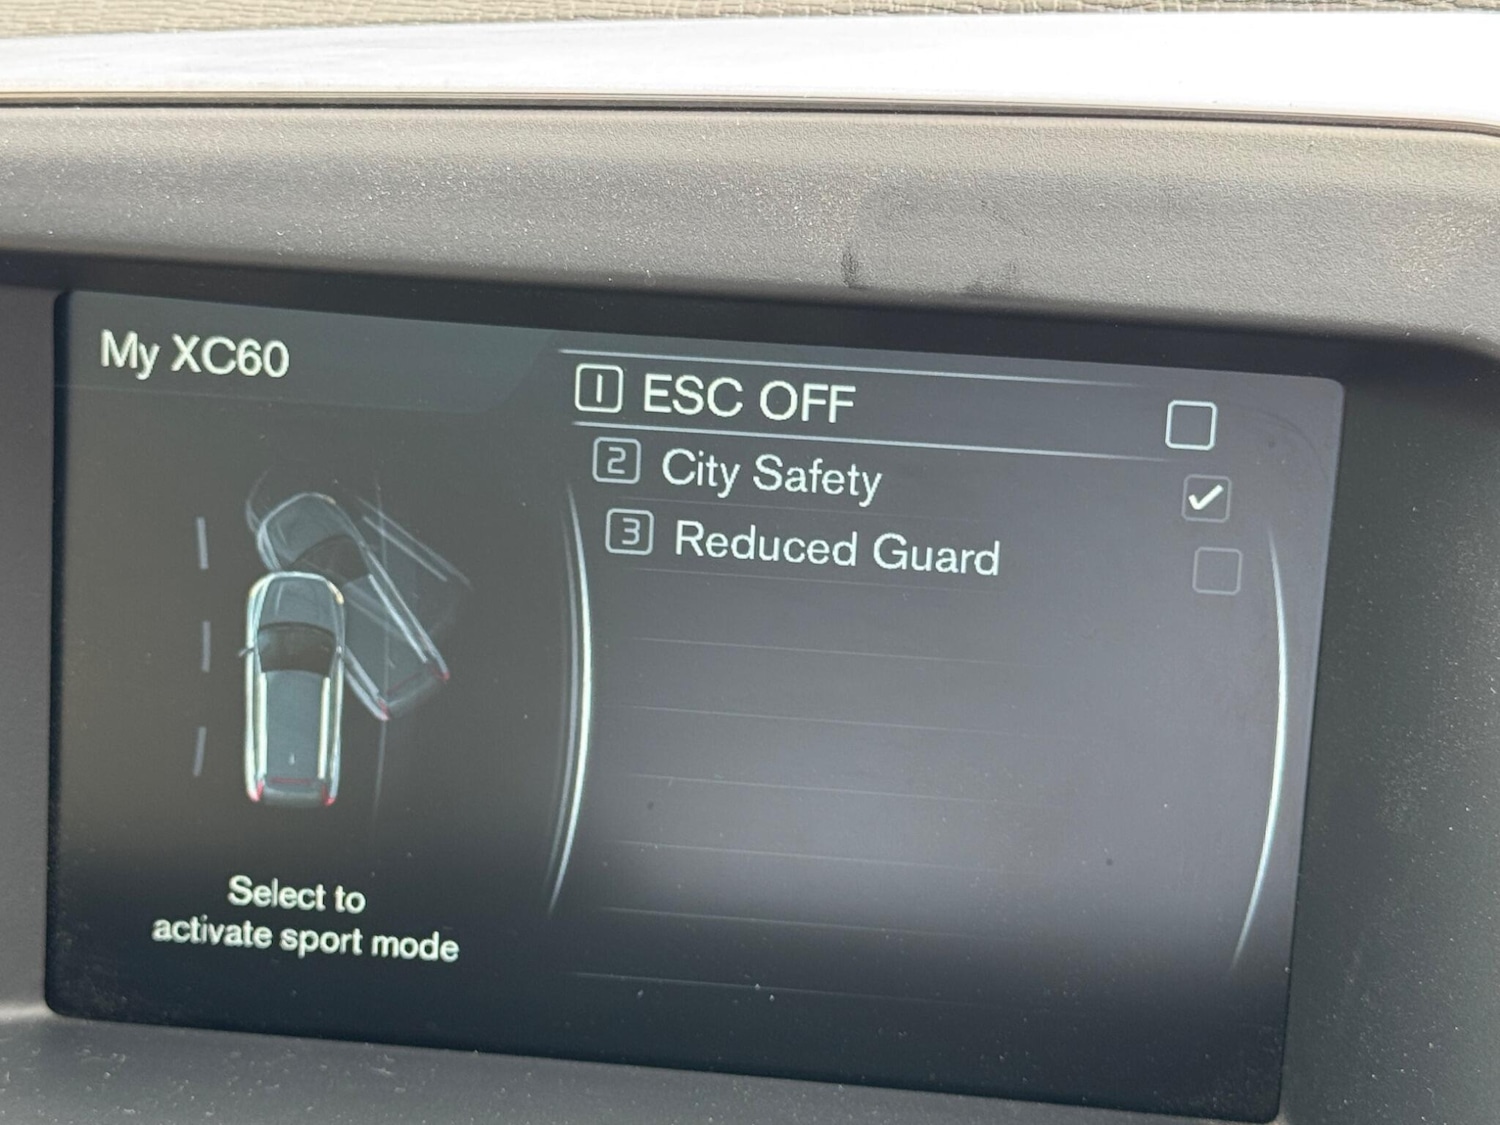 My XC60
1 ESC OFF
2 City Safety
3 Reduced Guard
Select to
activate sport mode